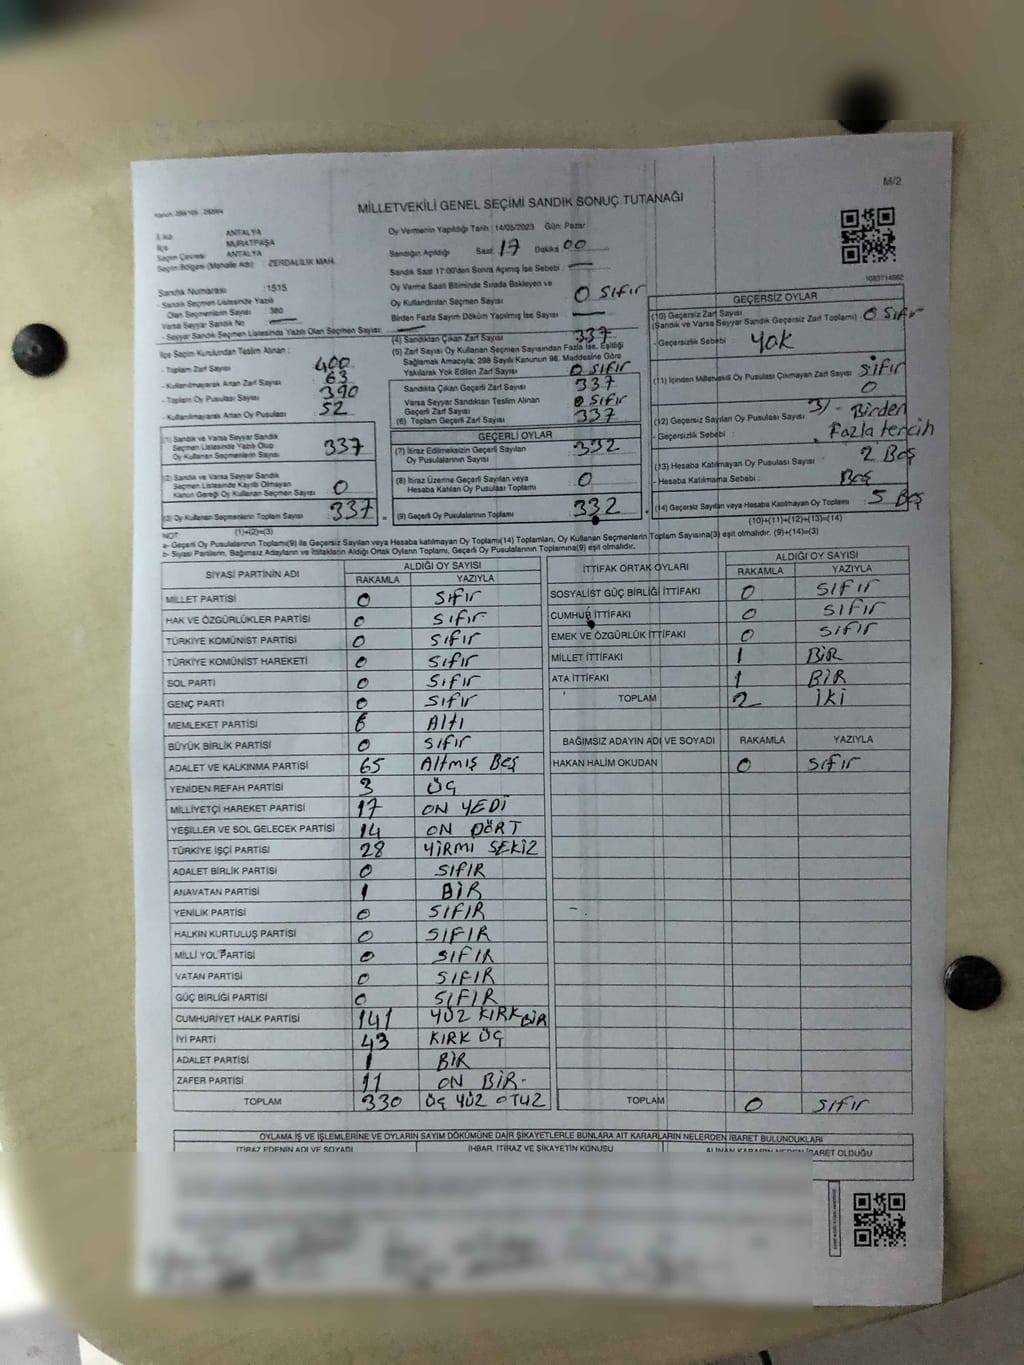 M/2
MİLLETVEKİLİ GENEL SEÇİMİ SANDIK SONUÇ TUTANAĞI
İl Adı : ANTALYA
İlçe : MURATPAŞA
Seçim Çevresi : ANTALYA
Seçim Bölgesi (Mahalle Adı) : ZERDALİLİK MAH.
Sandık Numarası : 1515
- Sandık Seçmen Listesinde Yazılı
Olan Seçmenlerin Sayısı : 380
Varsa Seyyar Sandık No
- Seyyar Sandık Seçmen Listesinde Yazılı Olan Seçmen Sayısı:
Oy Vermenin Yapıldığı Tarih : 14/05/2023 Gün: Pazar
Sandığın Açıldığı Saat: 17 Dakika 00
Sandık Saat 17:00'den Sonra Açılmış İse Sebebi :
Oy Verme Saati Bitiminde Sırada Bekleyen ve
Oy Kullandırılan Seçmen Sayısı : 0 Sıfır
Birden Fazla Sayım Döküm Yapılmış İse Sayısı :
1083714662
İlçe Seçim Kurulundan Teslim Alınan :
- Toplam Zarf Sayısı : 400
- Kullanılmayarak Artan Zarf Sayısı : 63
- Toplam Oy Pusulası Sayısı : 390
- Kullanılmayarak Artan Oy Pusulası : 52
(1) Sandık ve Varsa Seyyar Sandık
Seçmen Listesinde Yazılı Olup
Oy Kullanan Seçmenlerin Sayısı : 337
(2) Sandık ve Varsa Seyyar Sandık
Seçmen Listesinde Kayıtlı Olmayan
Kanun Gereği Oy Kullanan Seçmen Sayısı : 0
(3) Oy Kullanan Seçmenlerin Toplam Sayısı : 337
(1)+(2)=(3)
(4) Sandıktan Çıkan Zarf Sayısı : 337
(5) Zarf Sayısı Oy Kullanan Seçmen Sayısından Fazla İse, Eşitliği
Sağlamak Amacıyla; 298 Sayılı Kanunun 98. Maddesine Göre
Yakılarak Yok Edilen Zarf Sayısı : 0 Sıfır
Sandıkta Çıkan Geçerli Zarf Sayısı : 337
Varsa Seyyar Sandıktan Teslim Alınan
Geçerli Zarf Sayısı : 0 Sıfır
(6) Toplam Geçerli Zarf Sayısı : 337
GEÇERLİ OYLAR
(7) İtiraz Edilmeksizin Geçerli Sayılan
Oy Pusulalarının Sayısı : 332
(8) İtiraz Üzerine Geçerli Sayılan veya
Hesaba Katılan Oy Pusulası Toplamı : 0
(9) Geçerli Oy Pusulalarının Toplamı : 332
GEÇERSİZ OYLAR
(10) Geçersiz Zarf Sayısı
(Sandık ve Varsa Seyyar Sandık Geçersiz Zarf Toplamı) : 0 Sıfır
- Geçersizlik Sebebi : Yok
(11) İçinden Milletvekili Oy Pusulası Çıkmayan Zarf Sayısı : Sıfır
0
(12) Geçersiz Sayılan Oy Pusulası Sayısı : 3) - Birden
- Geçersizlik Sebebi : Fazla tercih
(13) Hesaba Katılmayan Oy Pusulası Sayısı : 2 Boş
- Hesaba Katılmama Sebebi : Boş
(14) Geçersiz Sayılan veya Hesaba Katılmayan Oy Toplamı : 5 Beş
(10)+(11)+(12)+(13)=(14)
NOT:
a- Geçerli Oy Pusulalarının Toplamı(9) ile Geçersiz Sayılan veya Hesaba Katılmayan Oy Toplamı(14) Toplamları, Oy Kullanan Seçmenlerin Toplam Sayısına(3) eşit olmalıdır. (9)+(14)=(3)
b- Siyasi Partilerin, Bağımsız Adayların ve İttifakların Aldığı Ortak Oyların Toplamı, Geçerli Oy Pusulalarının Toplamına(9) eşit olmalıdır.
SİYASİ PARTİNİN ADI ALDIĞI OY SAYISI
RAKAMLA YAZIYLA
MİLLET PARTİSİ 0 Sıfır
HAK VE ÖZGÜRLÜKLER PARTİSİ 0 Sıfır
TÜRKİYE KOMÜNİST PARTİSİ 0 Sıfır
TÜRKİYE KOMÜNİST HAREKETİ 0 Sıfır
SOL PARTİ 0 Sıfır
GENÇ PARTİ 0 Sıfır
MEMLEKET PARTİSİ 6 Altı
BÜYÜK BİRLİK PARTİSİ 0 Sıfır
ADALET VE KALKINMA PARTİSİ 65 Altmış Beş
YENİDEN REFAH PARTİSİ 3 ÜÇ
MİLLİYETÇİ HAREKET PARTİSİ 17 ON YEDİ
YEŞİLLER VE SOL GELECEK PARTİSİ 14 ON DÖRT
TÜRKİYE İŞÇİ PARTİSİ 28 YİRMİ SEKİZ
ADALET BİRLİK PARTİSİ 0 SIFIR
ANAVATAN PARTİSİ 1 BİR
YENİLİK PARTİSİ 0 SIFIR
HALKIN KURTULUŞ PARTİSİ 0 SIFIR
MİLLİ YOL PARTİSİ 0 SIFIR
VATAN PARTİSİ 0 SIFIR
GÜÇ BİRLİĞİ PARTİSİ 0 SIFIR
CUMHURİYET HALK PARTİSİ 141 YÜZ KIRK BİR
İYİ PARTİ 43 KIRK ÜÇ
ADALET PARTİSİ 1 BİR
ZAFER PARTİSİ 11 ON BİR
TOPLAM 330 ÜÇ YÜZ OTUZ
İTTİFAK ORTAK OYLARI ALDIĞI OY SAYISI
RAKAMLA YAZIYLA
SOSYALİST GÜÇ BİRLİĞİ İTTİFAKI 0 Sıfır
CUMHUR İTTİFAKI 0 Sıfır
EMEK VE ÖZGÜRLÜK İTTİFAKI 0 Sıfır
MİLLET İTTİFAKI 1 BİR
ATA İTTİFAKI 1 BİR
TOPLAM 2 İKİ
BAĞIMSIZ ADAYIN ADI VE SOYADI RAKAMLA YAZIYLA
HAKAN HALİM OKUDAN 0 Sıfır
TOPLAM 0 Sıfır
OYLAMA İŞ VE İŞLEMLERİNE VE OYLARIN SAYIM DÖKÜMÜNE DAİR ŞİKAYETLERLE BUNLARA AİT KARARLARIN NELERDEN İBARET BULUNDUKLARI
İTİRAZ EDENİN ADI VE SOYADI İHBAR, İTİRAZ VE ŞİKAYETİN KONUSU ALINAN KARARIN NEDEN İBARET OLDUĞU